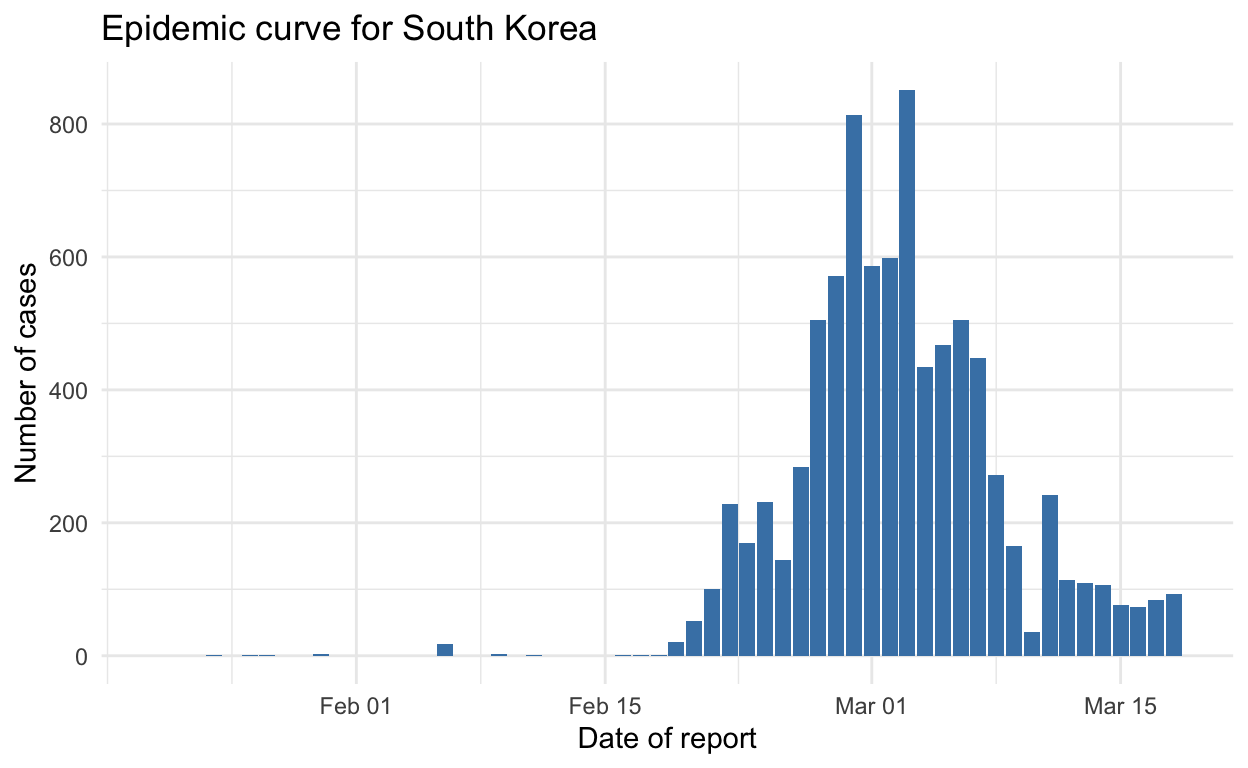 Epidemic curve for South Korea
800
600
400
200
0
Number of cases
Feb 01
Feb 15
Mar 01
Mar 15
Date of report